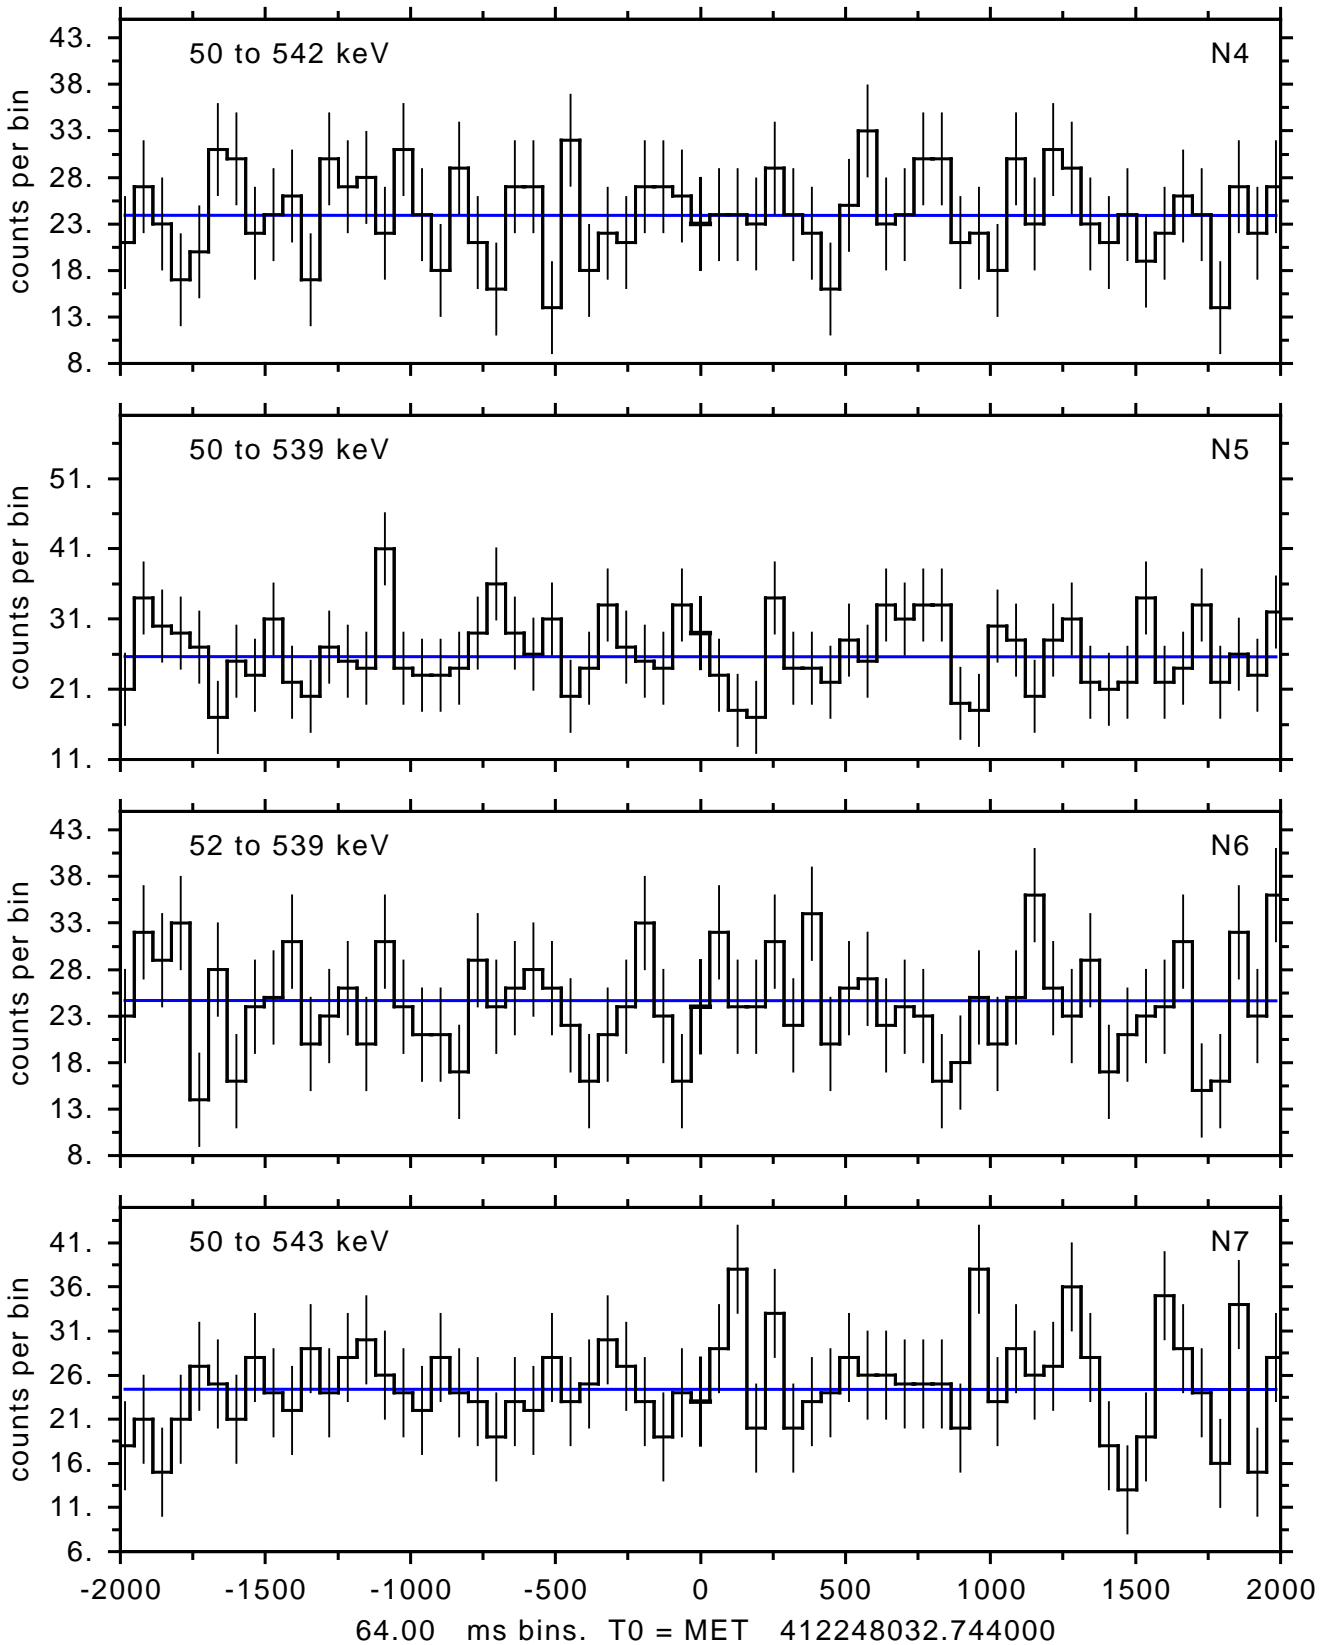 50 to 542 keV N4
43.
38.
33.
28.
23.
18.
13.
8.
counts per bin
50 to 539 keV N5
51.
41.
31.
21.
11.
counts per bin
52 to 539 keV N6
43.
38.
33.
28.
23.
18.
13.
8.
counts per bin
50 to 543 keV N7
41.
36.
31.
26.
21.
16.
11.
6.
counts per bin
-2000 -1500 -1000 -500 0 500 1000 1500 2000
64.00 ms bins. T0 = MET 412248032.744000